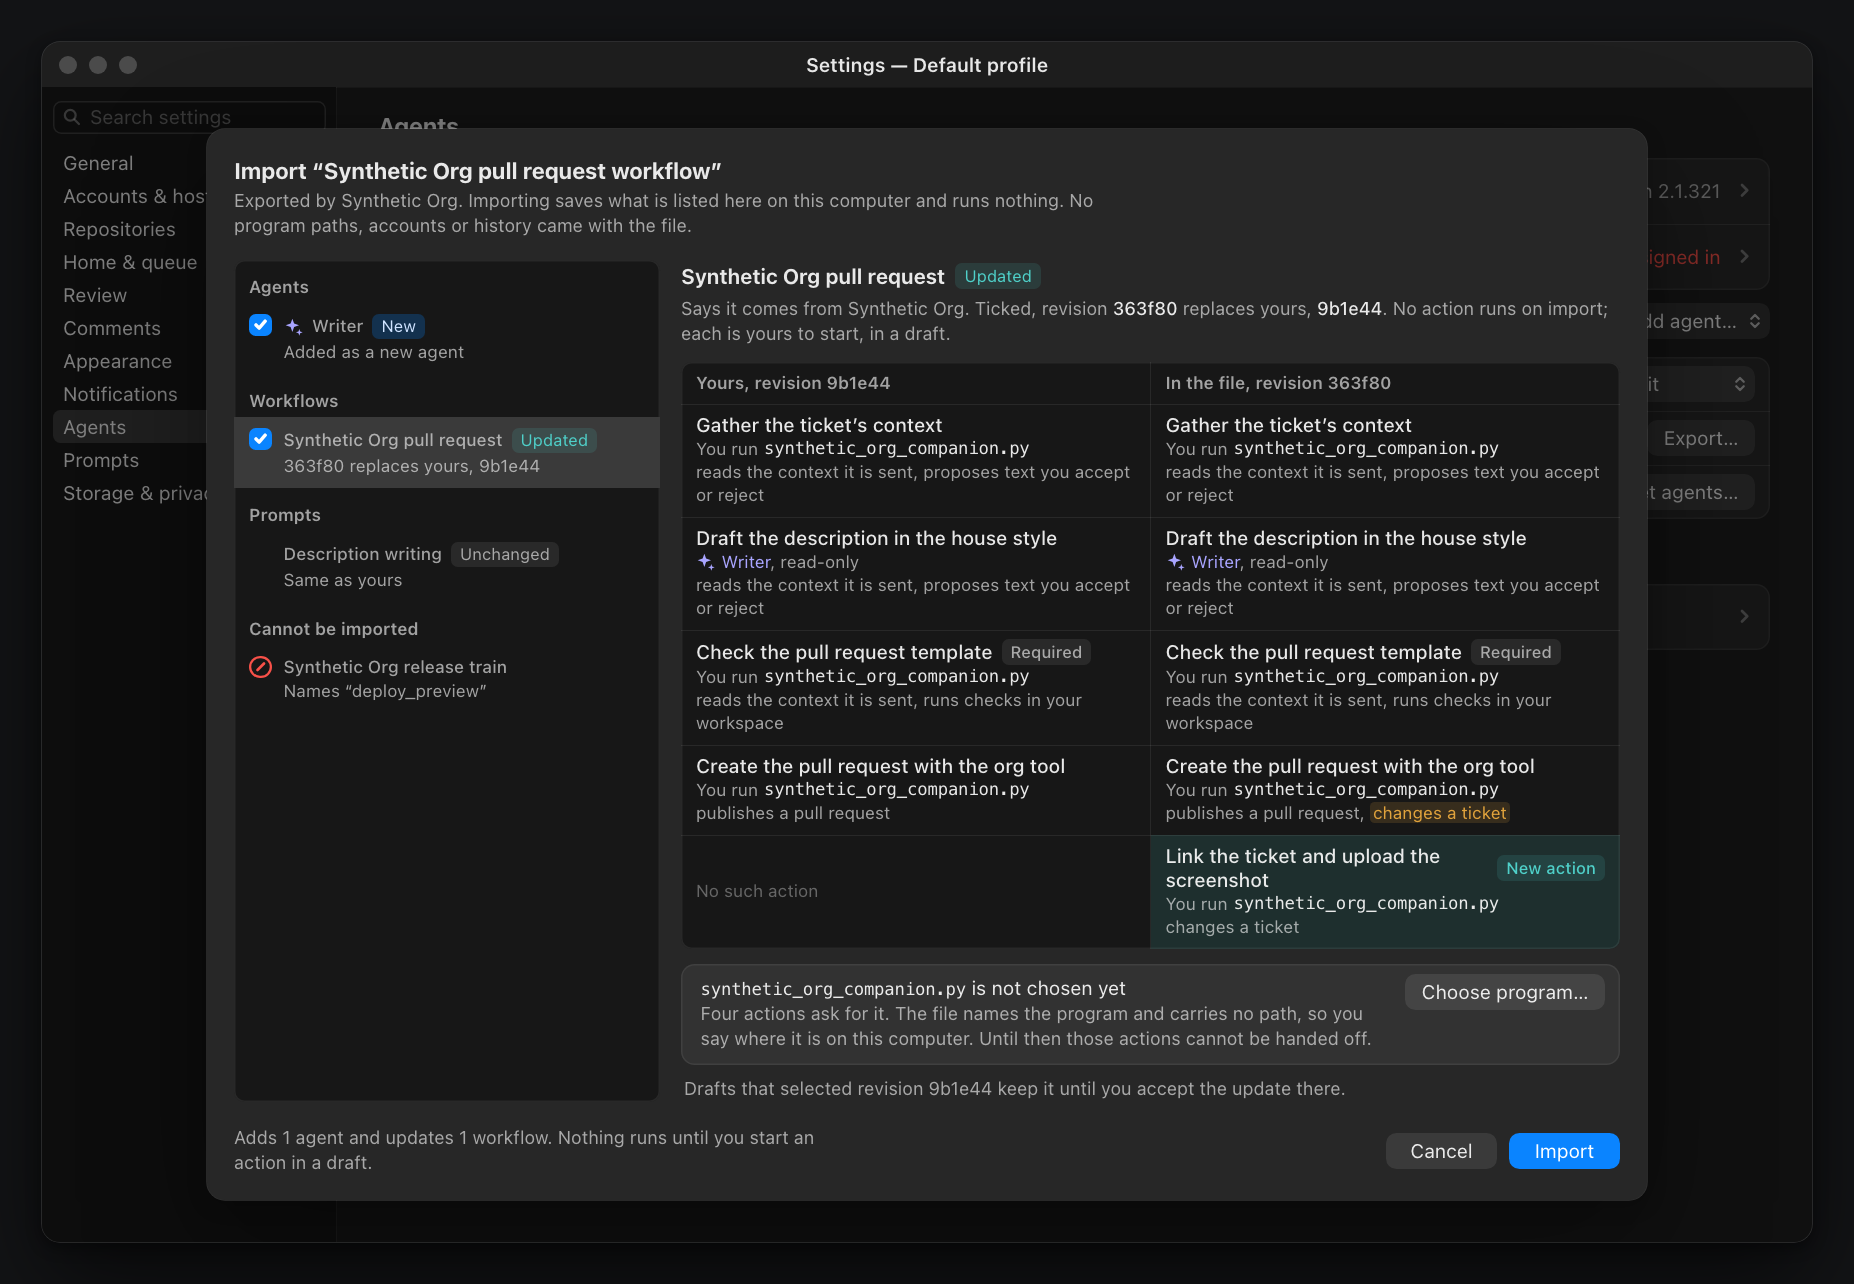 Settings — Default profile
Search settings
General
Accounts & hos
Repositories
Home & queue
Review
Comments
Appearance
Notifications
Agents
Prompts
Storage & priva
Agents
2.1.321
igned in
dd agent...
it
Export...
t agents...
Import “Synthetic Org pull request workflow”
Exported by Synthetic Org. Importing saves what is listed here on this computer and runs nothing. No
program paths, accounts or history came with the file.
Agents
Writer New
Added as a new agent
Workflows
Synthetic Org pull request Updated
363f80 replaces yours, 9b1e44
Prompts
Description writing Unchanged
Same as yours
Cannot be imported
Synthetic Org release train
Names “deploy_preview”
Synthetic Org pull request Updated
Says it comes from Synthetic Org. Ticked, revision 363f80 replaces yours, 9b1e44. No action runs on import;
each is yours to start, in a draft.
Yours, revision 9b1e44
Gather the ticket’s context
You run synthetic_org_companion.py
reads the context it is sent, proposes text you accept
or reject
Draft the description in the house style
Writer, read-only
reads the context it is sent, proposes text you accept
or reject
Check the pull request template Required
You run synthetic_org_companion.py
reads the context it is sent, runs checks in your
workspace
Create the pull request with the org tool
You run synthetic_org_companion.py
publishes a pull request
No such action
In the file, revision 363f80
Gather the ticket’s context
You run synthetic_org_companion.py
reads the context it is sent, proposes text you accept
or reject
Draft the description in the house style
Writer, read-only
reads the context it is sent, proposes text you accept
or reject
Check the pull request template Required
You run synthetic_org_companion.py
reads the context it is sent, runs checks in your
workspace
Create the pull request with the org tool
You run synthetic_org_companion.py
publishes a pull request, changes a ticket
Link the ticket and upload the
screenshot
New action
You run synthetic_org_companion.py
changes a ticket
synthetic_org_companion.py is not chosen yet
Four actions ask for it. The file names the program and carries no path, so you
say where it is on this computer. Until then those actions cannot be handed off.
Choose program...
Drafts that selected revision 9b1e44 keep it until you accept the update there.
Adds 1 agent and updates 1 workflow. Nothing runs until you start an
action in a draft.
Cancel
Import